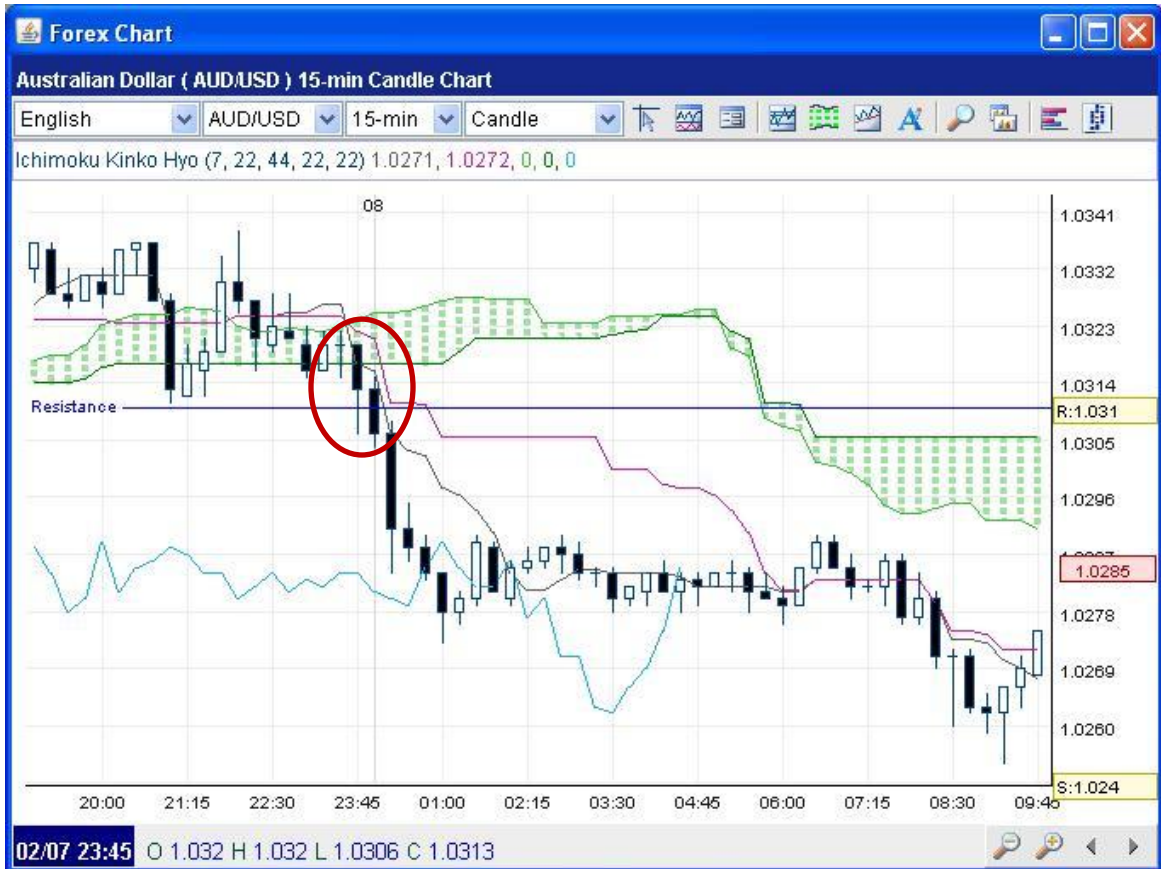 Forex Chart
Australian Dollar ( AUD/USD ) 15-min Candle Chart
English AUD/USD 15-min Candle
Ichimoku Kinko Hyo (7, 22, 44, 22, 22) 1.0271, 1.0272, 0, 0, 0
08
1.0341
1.0332
1.0323
1.0314
Resistance
R:1.031
1.0305
1.0296
1.0285
1.0278
1.0269
1.0260
S:1.024
20:00 21:15 22:30 23:45 01:00 02:15 03:30 04:45 06:00 07:15 08:30
02/07 23:45 O 1.032 H 1.032 L 1.0306 C 1.0313